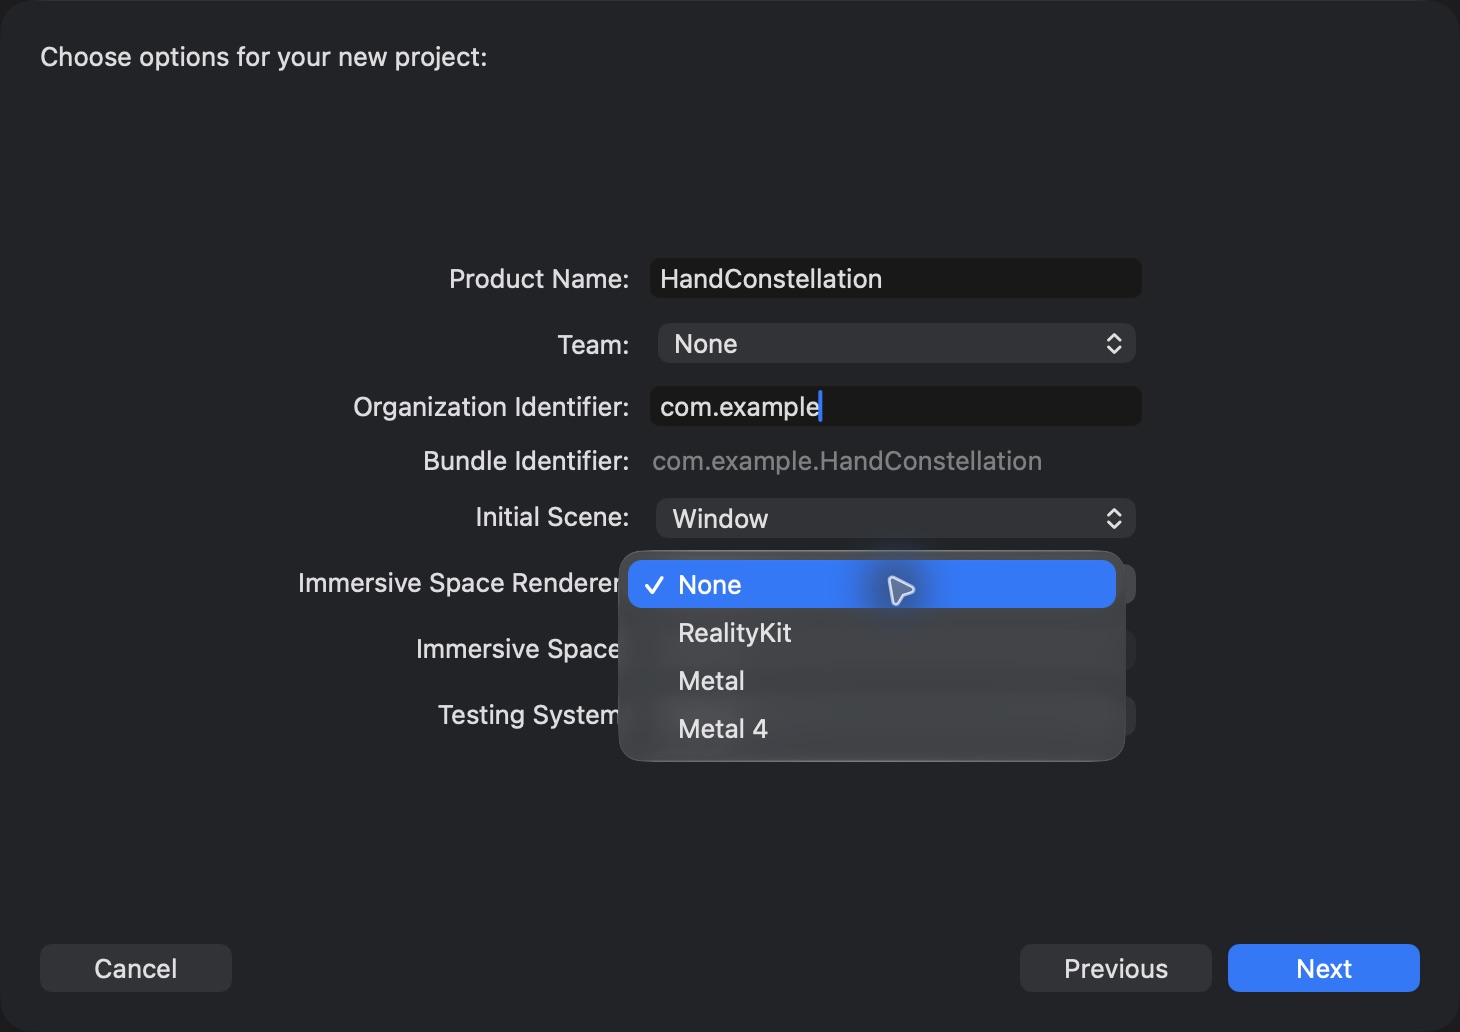 Choose options for your new project:
Product Name: HandConstellation
Team: None
Organization Identifier: com.example
Bundle Identifier: com.example.HandConstellation
Initial Scene: Window
Immersive Space Renderer
None
RealityKit
Immersive Space
Metal
Testing System
Metal 4
Cancel
Previous
Next